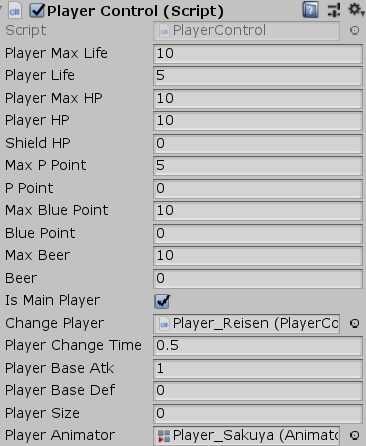 Player Control (Script)
Script PlayerControl
Player Max Life 10
Player Life 5
Player Max HP 10
Player HP 10
Shield HP 0
Max P Point 5
P Point 0
Max Blue Point 10
Blue Point 0
Max Beer 10
Beer 0
Is Main Player
Change Player Player_Reisen (PlayerCo
Player Change Time 0.5
Player Base Atk 1
Player Base Def 0
Player Size 0
Player Animator Player_Sakuya (Animato